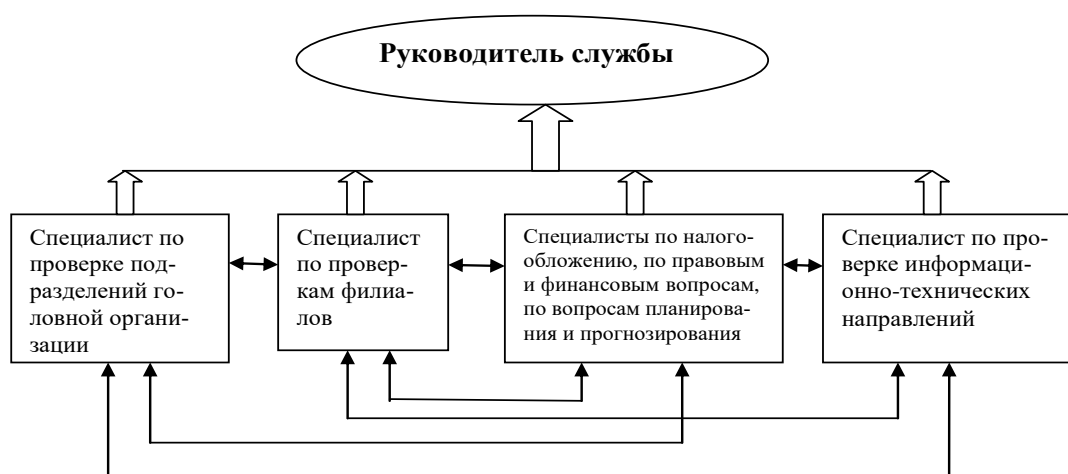 Руководитель службы
Специалист по
проверке под-
разделений го-
ловной органи-
зации
Специалист
по провер-
кам филиа-
лов
Специалисты по налого-
обложению, по правовым
и финансовым вопросам,
по вопросам планирова-
ния и прогнозирования
Специалист по про-
верке информаци-
онно-технических
направлений